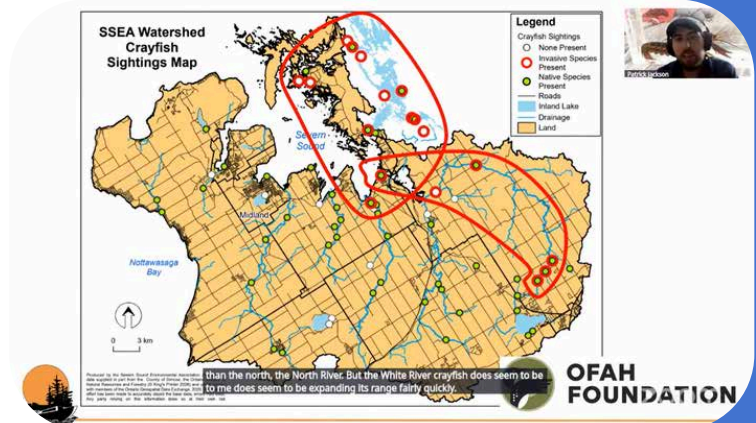 SSEA Watershed
Crayfish
Sightings Map
Legend
Crayfish Sightings
None Present
Invasive Species
Present
Native Species
Present
Roads
Inland Lake
Drainage
Land
Patrick Jackson
Severn
Sound
Midland
Nottawasaga
Bay
0 3 km
than the north, the North River. But the White River crayfish does seem to be
to me does seem to be expanding its range fairly quickly.
OFAH
FOUNDATION